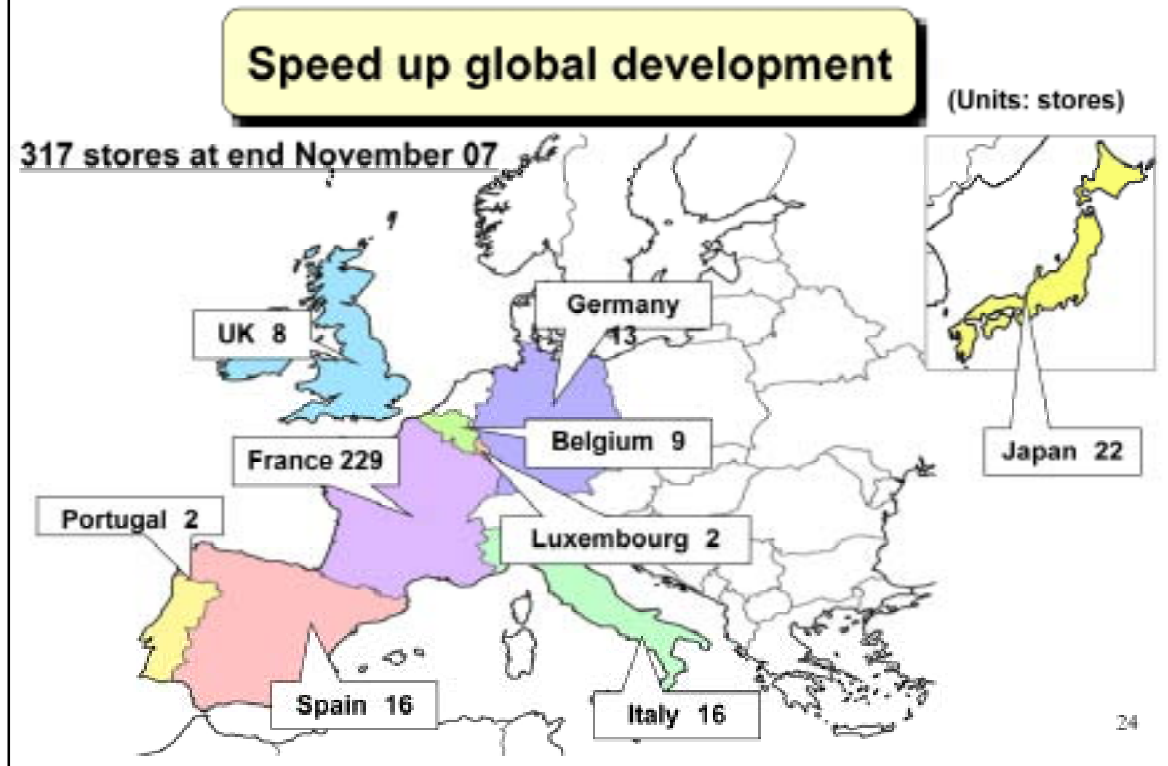 Speed up global development
(Units: stores)
317 stores at end November 07
Germany
13
UK 8
Belgium 9
Japan 22
France 229
Portugal 2
Luxembourg 2
Spain 16
Italy 16
24